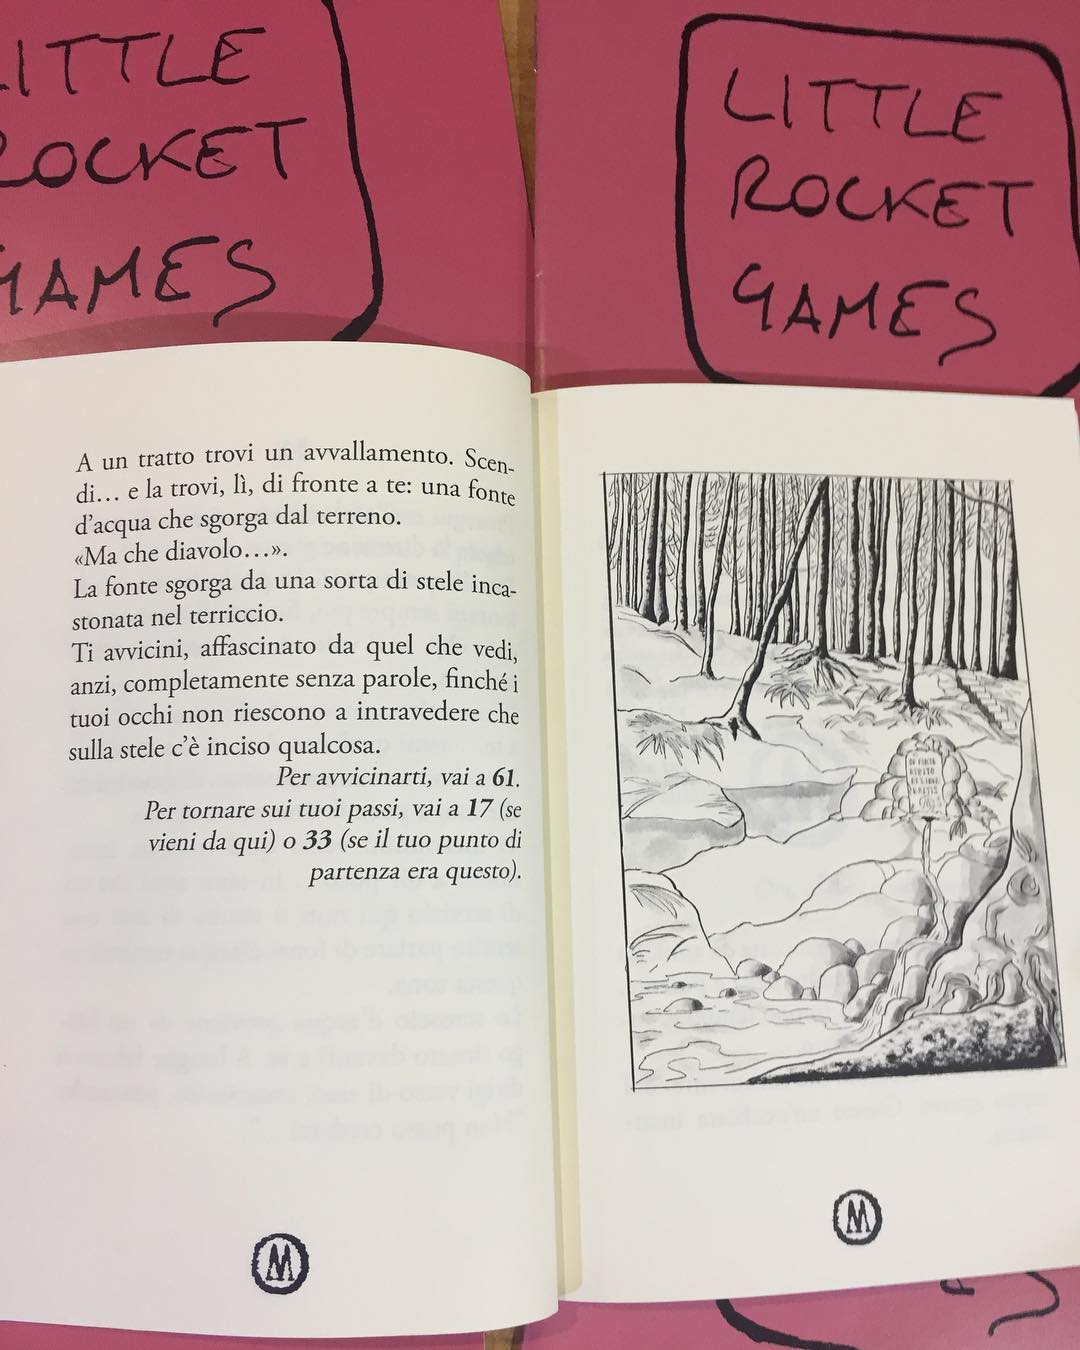 LITTLE
ROCKET
GAMES
LITTLE
ROCKET
GAMES
A un tratto trovi un avvallamento. Scen-
di… e la trovi, lì, di fronte a te: una fonte
d'acqua che sgorga dal terreno.
«Ma che diavolo…».
La fonte sgorga da una sorta di stele inca-
stonata nel terriccio.
Ti avvicini, affascinato da quel che vedi,
anzi, completamente senza parole, finché i
tuoi occhi non riescono a intravedere che
sulla stele c'è inciso qualcosa.
Per avvicinarti, vai a 61.
Per tornare sui tuoi passi, vai a 17 (se
vieni da qui) o 33 (se il tuo punto di
partenza era questo).
M
M